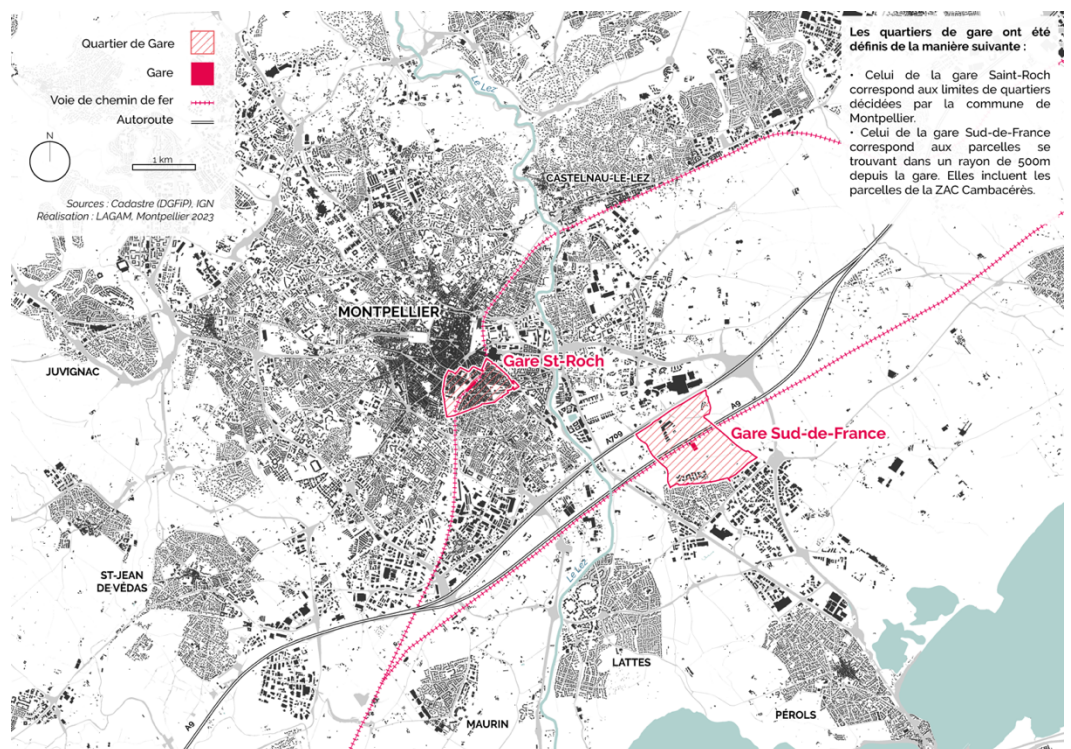 Quartier de Gare
Gare
Voie de chemin de fer
Autoroute
N
1 km
Sources : Cadastre (DGFiP), IGN
Réalisation : LAGAM, Montpellier 2023
Les quartiers de gare ont été
définis de la manière suivante :
• Celui de la gare Saint-Roch
correspond aux limites de quartiers
décidées par la commune de
Montpellier.
• Celui de la gare Sud-de-France
correspond aux parcelles se
trouvant dans un rayon de 500m
depuis la gare. Elles incluent les
parcelles de la ZAC Cambacérès.
Le Lez
CASTELNAU-LE-LEZ
MONTPELLIER
JUVIGNAC
Gare St-Roch
A9
A709
Gare Sud-de-France
ST-JEAN
DE VÉDAS
Le Lez
LATTES
A9
MAURIN
PÉROLS